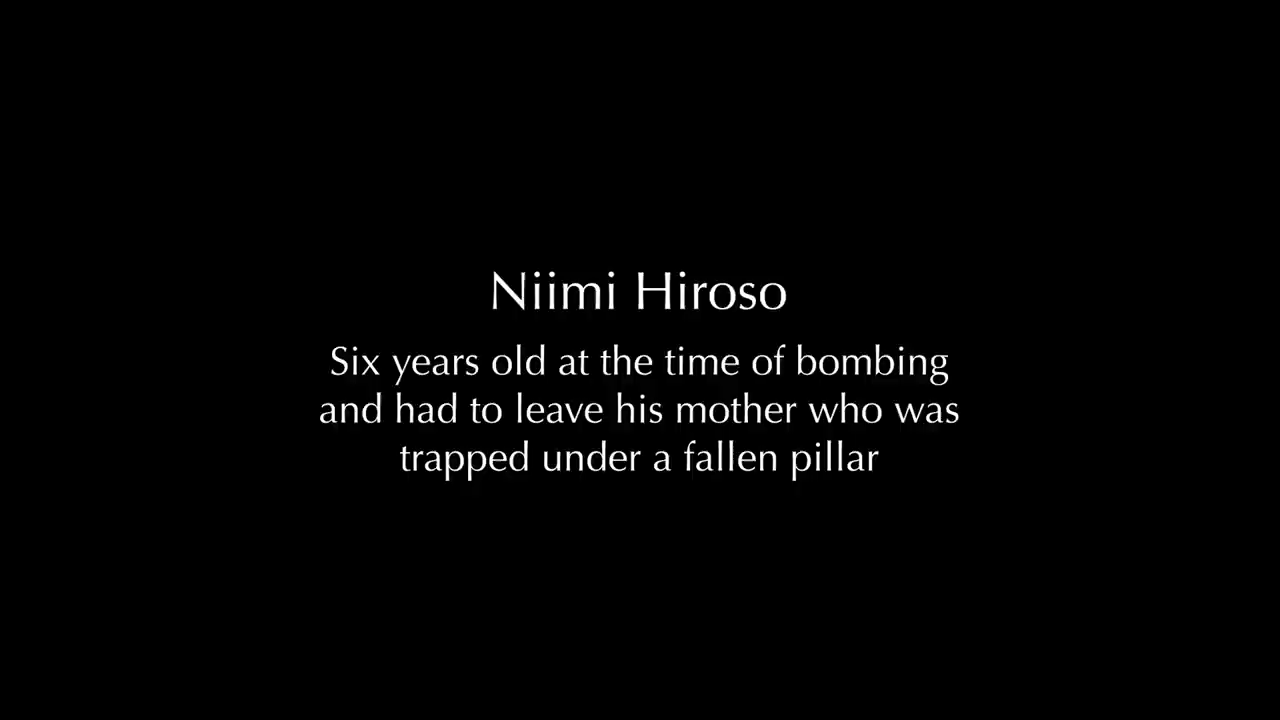 Niimi Hiroso
Six years old at the time of bombing
and had to leave his mother who was
trapped under a fallen pillar